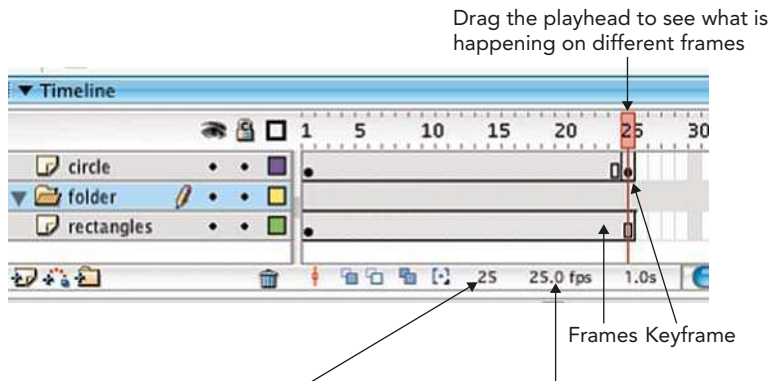 Drag the playhead to see what is
happening on different frames
Timeline
1 5 10 15 20 25 30
circle
folder
rectangles
25 25.0 fps 1.0s
Frames Keyframe